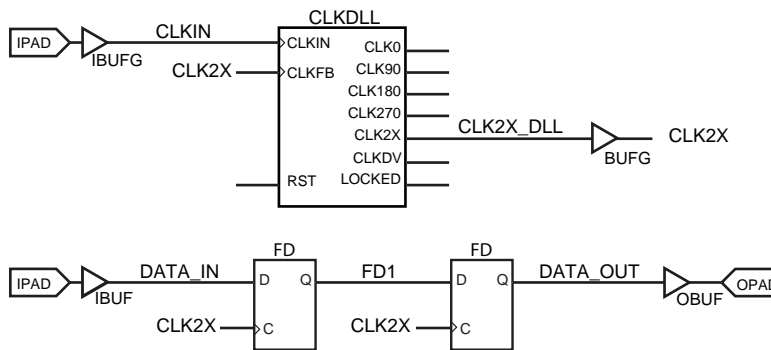 CLKDLL
IPAD
IBUFG
CLKIN
CLKIN
CLK0
CLK2X
CLKFB
CLK90
CLK180
CLK270
CLK2X
CLK2X_DLL
BUFG
CLK2X
CLKDV
RST
LOCKED
FD
FD
IPAD
IBUF
DATA_IN
D
Q
FD1
D
Q
DATA_OUT
OBUF
OPAD
CLK2X
C
CLK2X
C